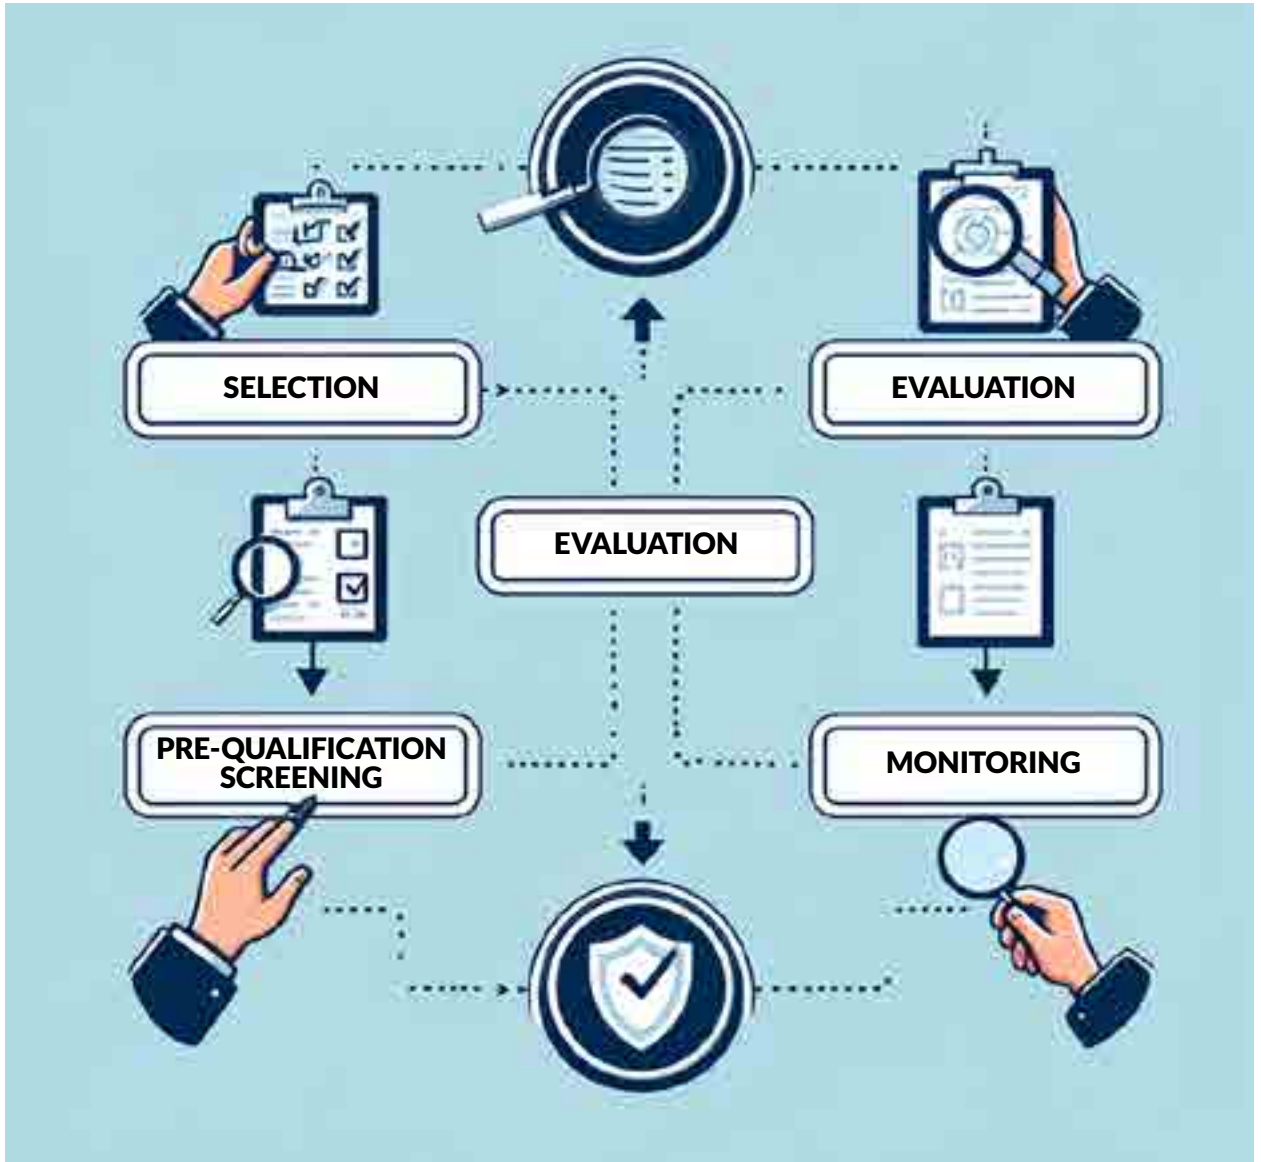 SELECTION
EVALUATION
EVALUATION
PRE-QUALIFICATION
SCREENING
MONITORING